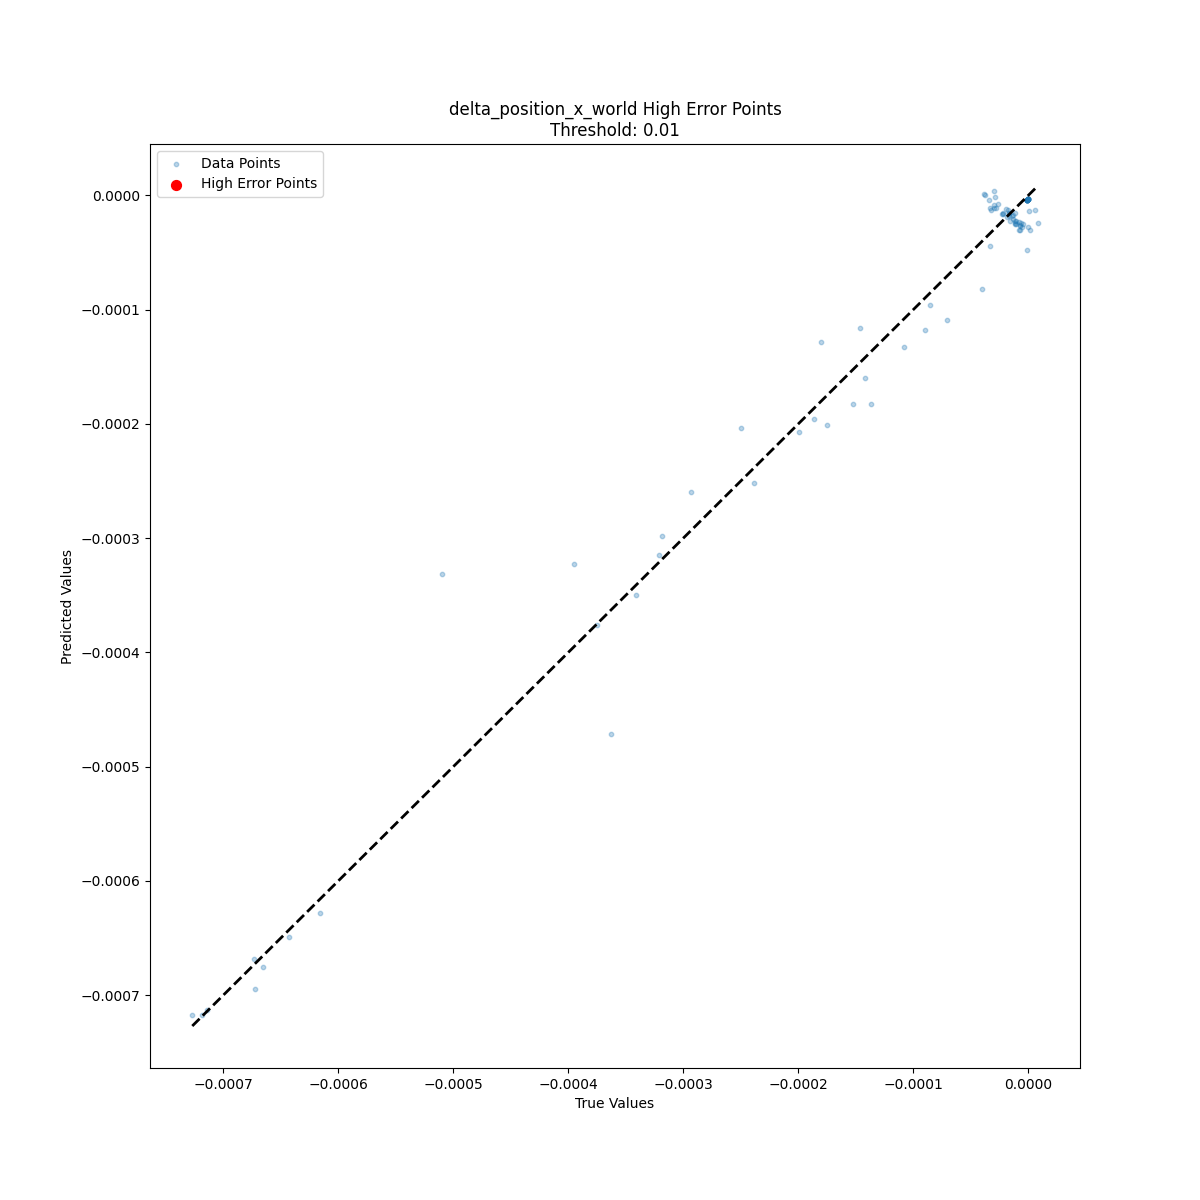 delta_position_x_world High Error Points
Threshold: 0.01
Data Points
High Error Points
0.0000
−0.0001
−0.0002
−0.0003
−0.0004
−0.0005
−0.0006
−0.0007
Predicted Values
−0.0007 −0.0006 −0.0005 −0.0004 −0.0003 −0.0002 −0.0001 0.0000
True Values